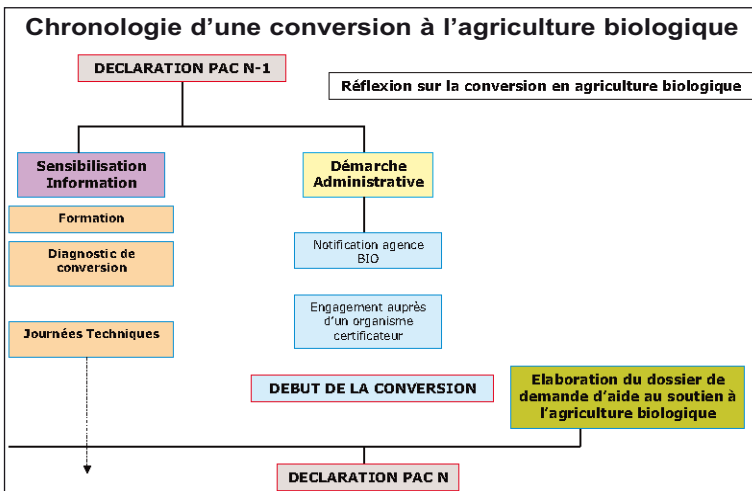 Chronologie d'une conversion à l'agriculture biologique
DECLARATION PAC N-1
Réflexion sur la conversion en agriculture biologique
Sensibilisation
Information
Formation
Diagnostic de
conversion
Journées Techniques
Démarche
Administrative
Notification agence
BIO
Engagement auprès
d'un organisme
certificateur
DEBUT DE LA CONVERSION
Elaboration du dossier de
demande d'aide au soutien à
l'agriculture biologique
DECLARATION PAC N